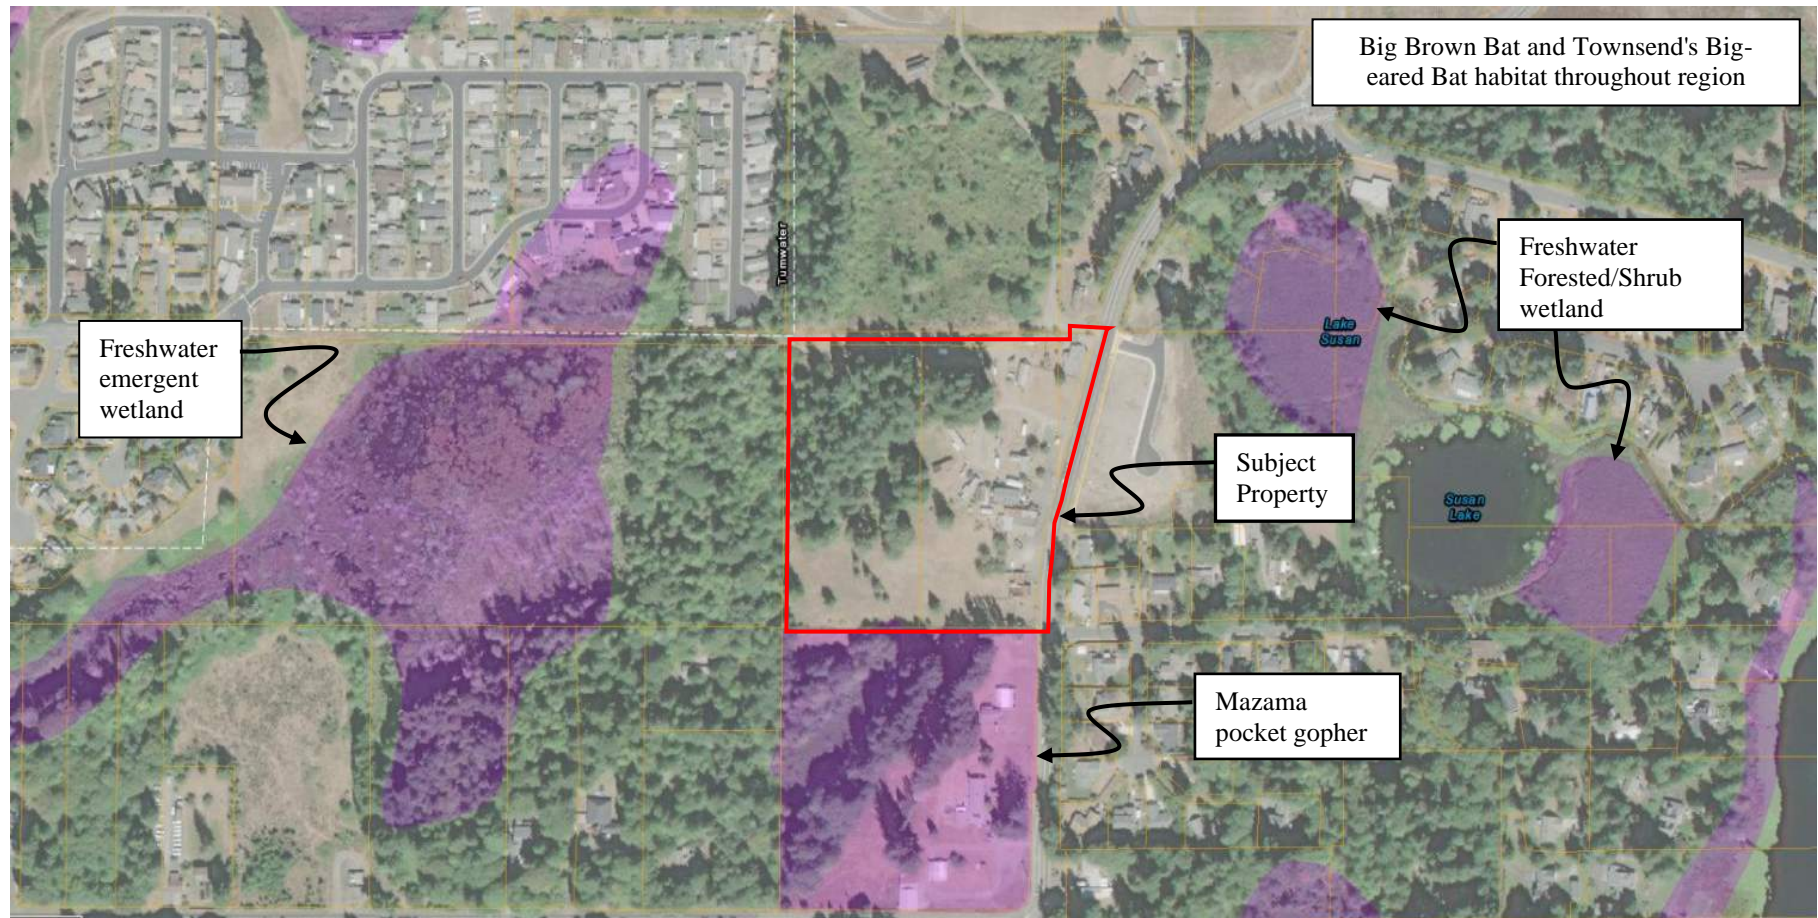 Big Brown Bat and Townsend's Big-
eared Bat habitat throughout region
Tumwater
Freshwater
Forested/Shrub
wetland
Lake
Susan
Freshwater
emergent
wetland
Subject
Property
Susan
Lake
Mazama
pocket gopher